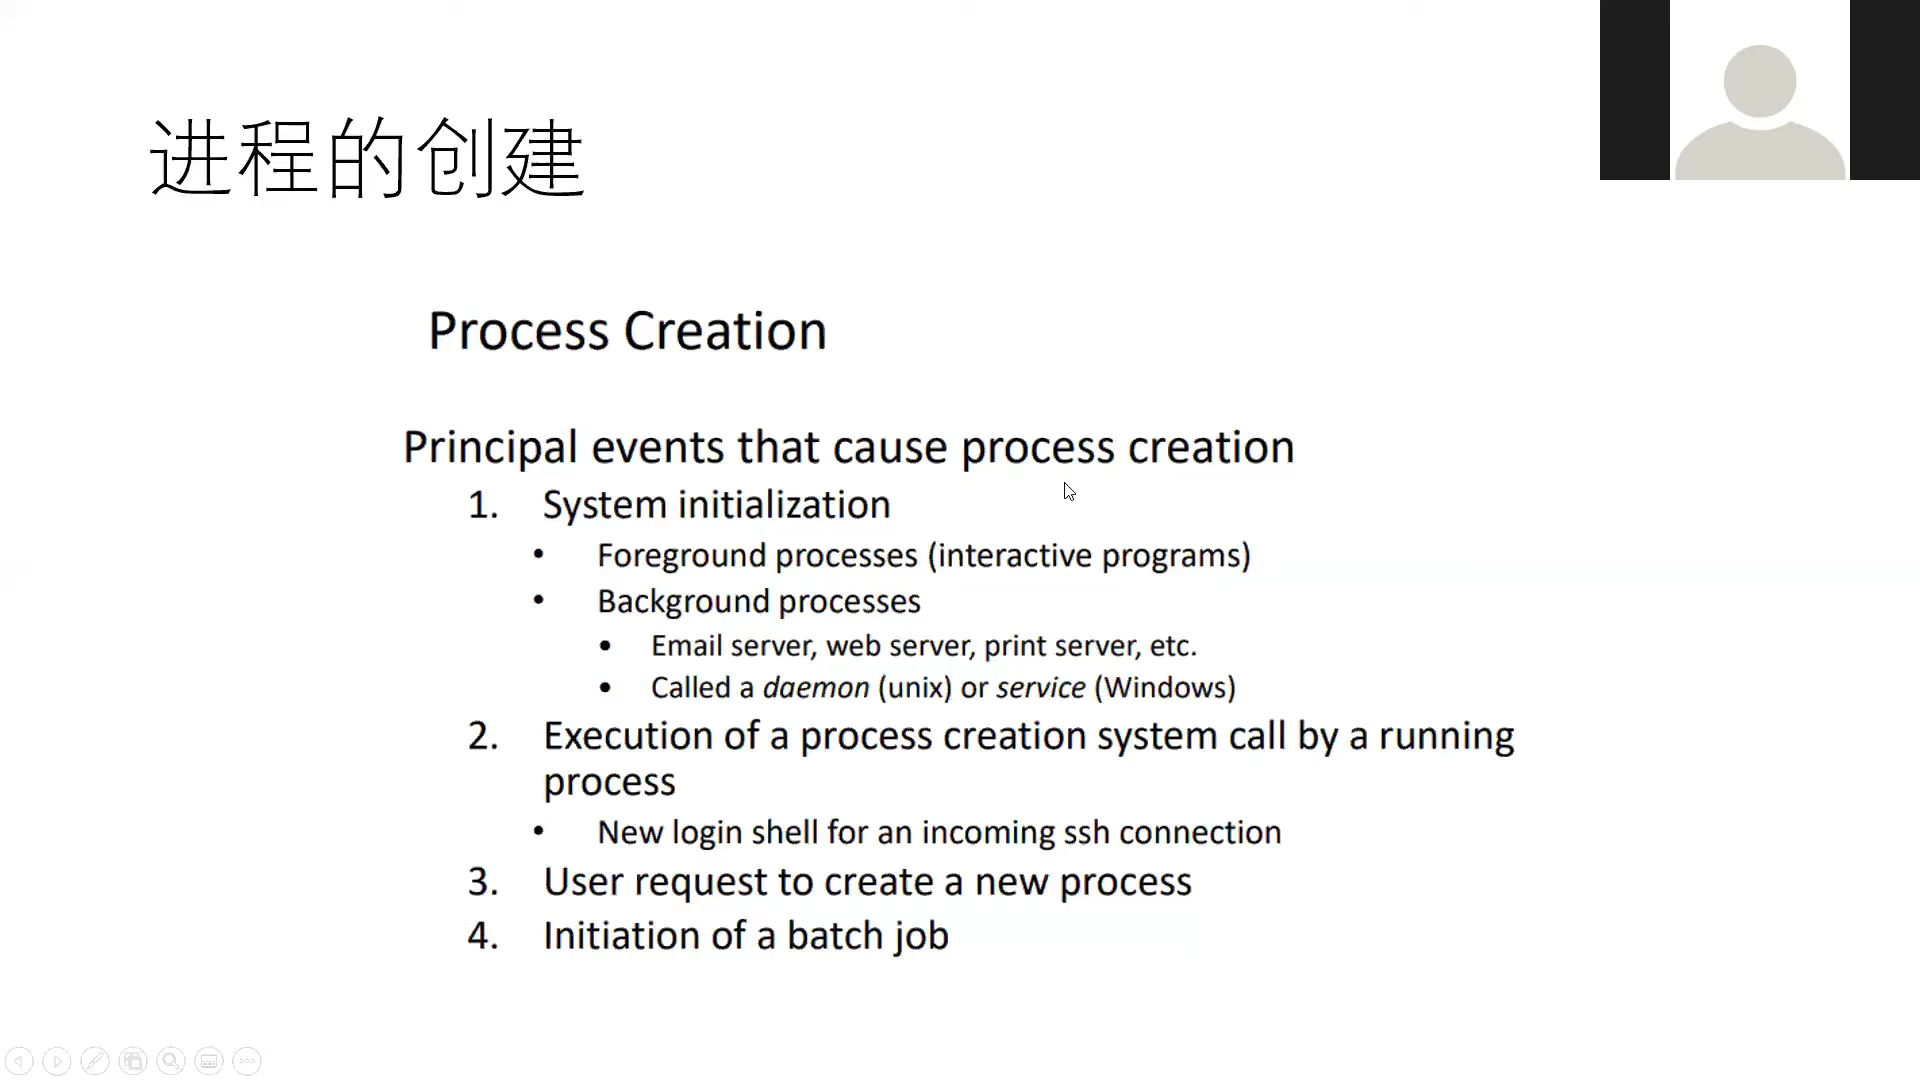 进程的创建
Process Creation
Principal events that cause process creation
1. System initialization
• Foreground processes (interactive programs)
• Background processes
• Email server, web server, print server, etc.
• Called a daemon (unix) or service (Windows)
2. Execution of a process creation system call by a running
process
• New login shell for an incoming ssh connection
3. User request to create a new process
4. Initiation of a batch job